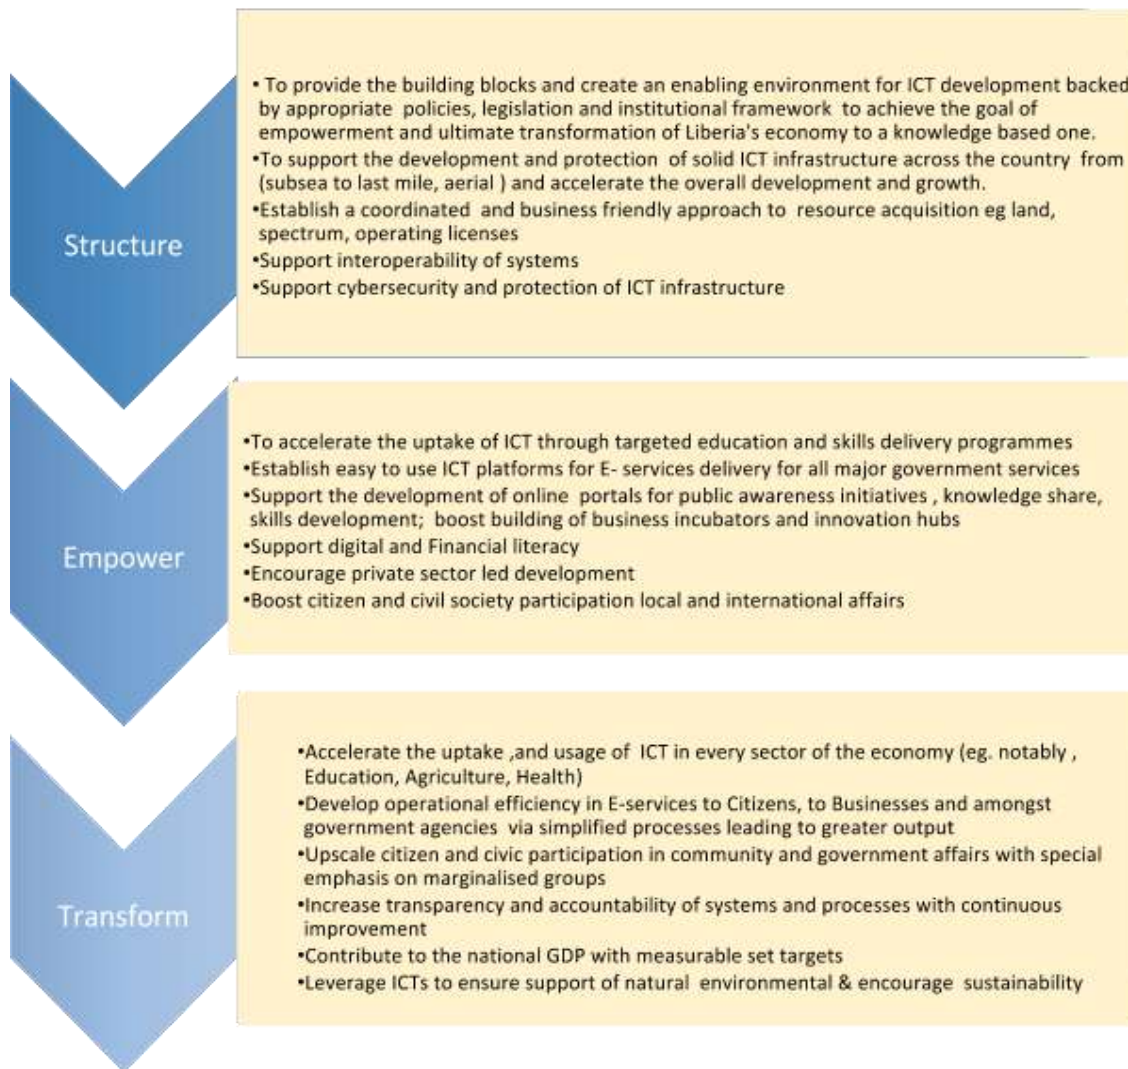 Structure
• To provide the building blocks and create an enabling environment for ICT development backed
by appropriate policies, legislation and institutional framework to achieve the goal of
empowerment and ultimate transformation of Liberia's economy to a knowledge based one.
•To support the development and protection of solid ICT infrastructure across the country from
(subsea to last mile, aerial ) and accelerate the overall development and growth.
•Establish a coordinated and business friendly approach to resource acquisition eg land,
spectrum, operating licenses
•Support interoperability of systems
•Support cybersecurity and protection of ICT infrastructure
Empower
•To accelerate the uptake of ICT through targeted education and skills delivery programmes
•Establish easy to use ICT platforms for E- services delivery for all major government services
•Support the development of online portals for public awareness initiatives , knowledge share,
skills development; boost building of business incubators and innovation hubs
•Support digital and Financial literacy
•Encourage private sector led development
•Boost citizen and civil society participation local and international affairs
Transform
•Accelerate the uptake ,and usage of ICT in every sector of the economy (eg. notably ,
Education, Agriculture, Health)
•Develop operational efficiency in E-services to Citizens, to Businesses and amongst
government agencies via simplified processes leading to greater output
•Upscale citizen and civic participation in community and government affairs with special
emphasis on marginalised groups
•Increase transparency and accountability of systems and processes with continuous
improvement
•Contribute to the national GDP with measurable set targets
•Leverage ICTs to ensure support of natural environmental & encourage sustainability